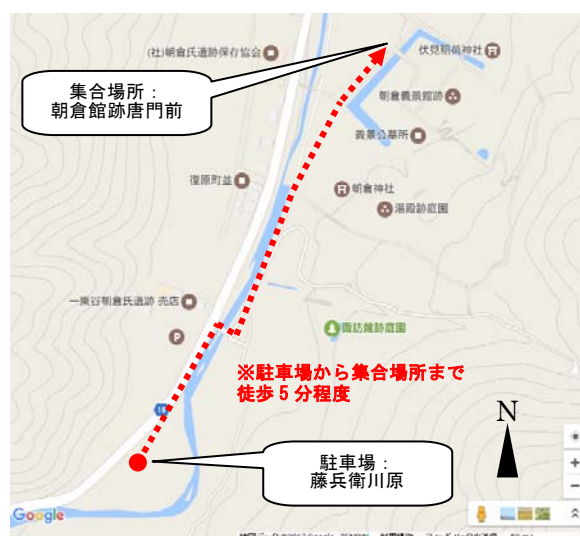 (社)朝倉氏遺跡保存協会
伏見稲荷神社
集合場所：
朝倉館跡唐門前
朝倉義景館跡
義景公墓所
復原町並
朝倉神社
湯殿跡庭園
一乗谷朝倉氏遺跡 売店
P
諏訪館跡庭園
※駐車場から集合場所まで
徒歩５分程度
18
N
駐車場：
藤兵衛川原
Google